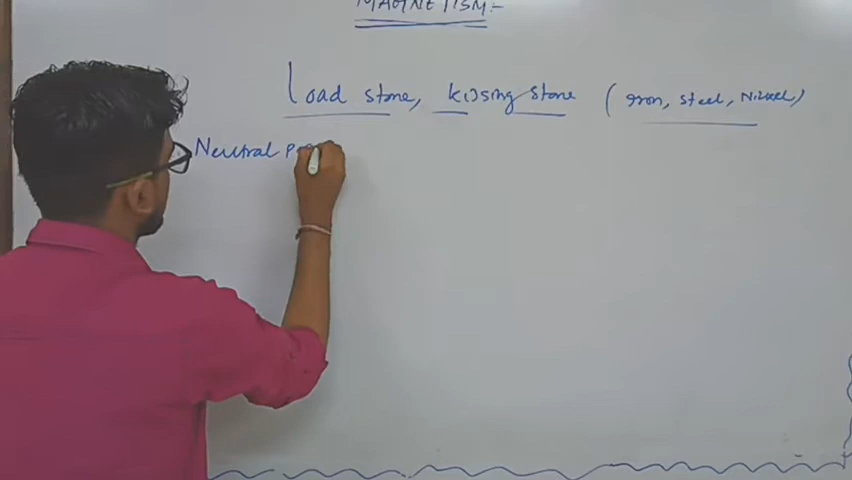 MAGNETISM:-
Load stone, kissing stone (Iron, steel, Nickel)
Neutral